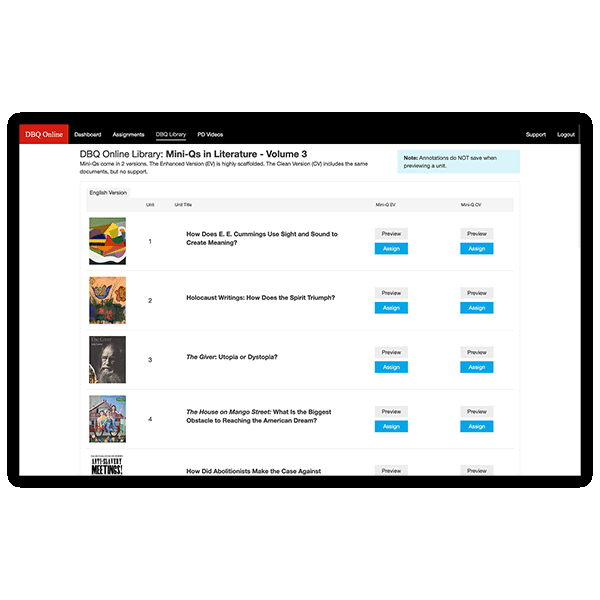 DBQ Online Dashboard Assignments DBQ Library PD Videos Support Logout
DBQ Online Library: Mini-Qs in Literature - Volume 3
Mini-Qs come in 2 versions. The Enhanced Version (EV) is highly scaffolded. The Clean Version (CV) includes the same
documents, but no support.
Note: Annotations do NOT save when
previewing a unit.
English Version
Unit Unit Title Mini-Q EV Mini-Q CV
1
How Does E. E. Cummings Use Sight and Sound to
Create Meaning?
Preview Preview
Assign Assign
2
Holocaust Writings: How Does the Spirit Triumph?
Preview Preview
Assign Assign
The Giver
3
The Giver: Utopia or Dystopia?
Preview Preview
Assign Assign
4
The House on Mango Street: What Is the Biggest
Obstacle to Reaching the American Dream?
Preview Preview
Assign Assign
ANTI-SLAVERY
MEETINGS!
How Did Abolitionists Make the Case Against
Preview Preview